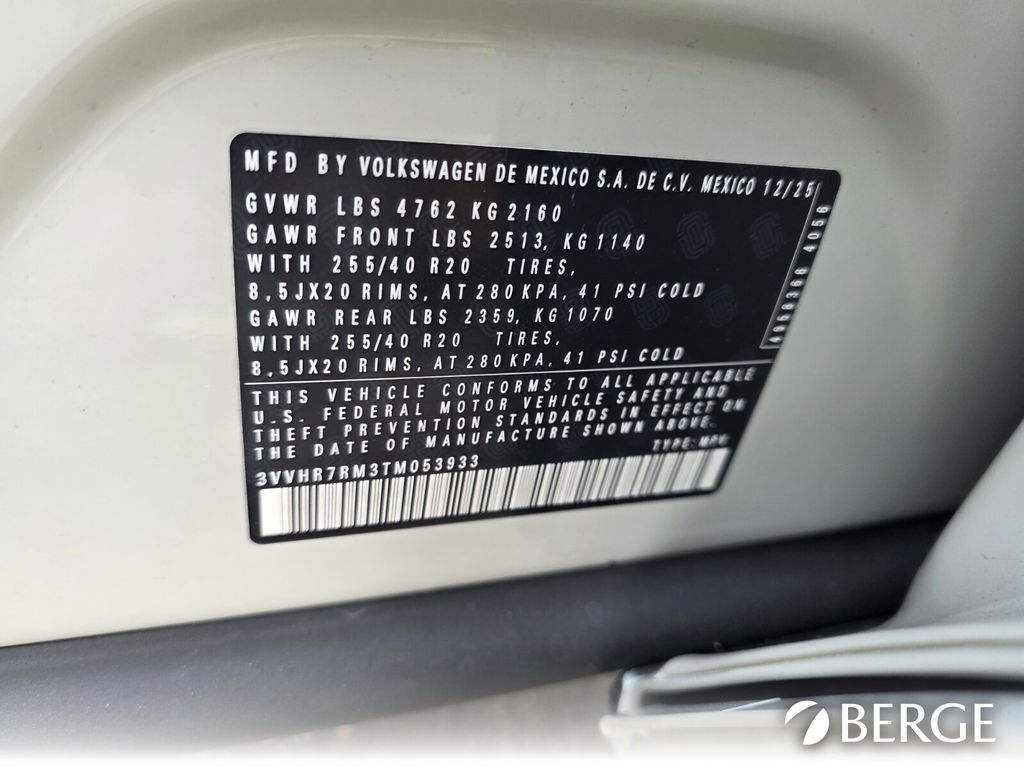 MFD BY VOLKSWAGEN DE MEXICO S.A. DE C.V. MEXICO 12/25
GVWR LBS 4762 KG 2160
GAWR FRONT LBS 2513, KG 1140
WITH 255/40 R20 TIRES,
8,5JX20 RIMS, AT 280 KPA, 41 PSI COLD
GAWR REAR LBS 2359, KG 1070
WITH 255/40 R20 TIRES,
8,5JX20 RIMS, AT 280 KPA, 41 PSI COLD
THIS VEHICLE CONFORMS TO ALL APPLICABLE
U.S. FEDERAL MOTOR VEHICLE SAFETY AND
THEFT PREVENTION STANDARDS IN EFFECT ON
THE DATE OF MANUFACTURE SHOWN ABOVE.
TYPE: MPV
3VVHR7RM3TM053933
4056
BERGE